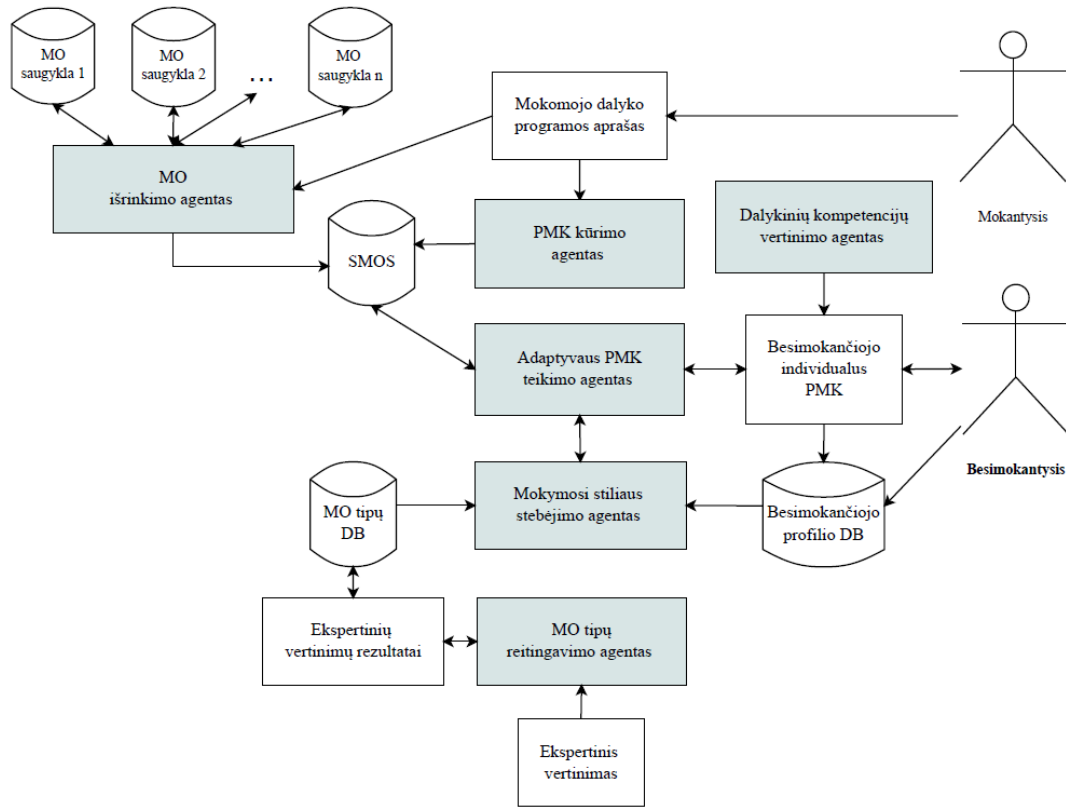 MO
saugykla 1
MO
saugykla 2
...
MO
saugykla n
Mokomojo dalyko
programos aprašas
Mokantysis
MO
išrinkimo agentas
PMK kūrimo
agentas
Dalykinių kompetencijų
vertinimo agentas
SMOS
Adaptyvaus PMK
teikimo agentas
Besimokančiojo
individualus
PMK
Besimokantysis
MO tipų
DB
Mokymosi stiliaus
stebėjimo agentas
Besimokančiojo
profilio DB
Ekspertinių
vertinimų rezultatai
MO tipų
reitingavimo agentas
Ekspertinis
vertinimas